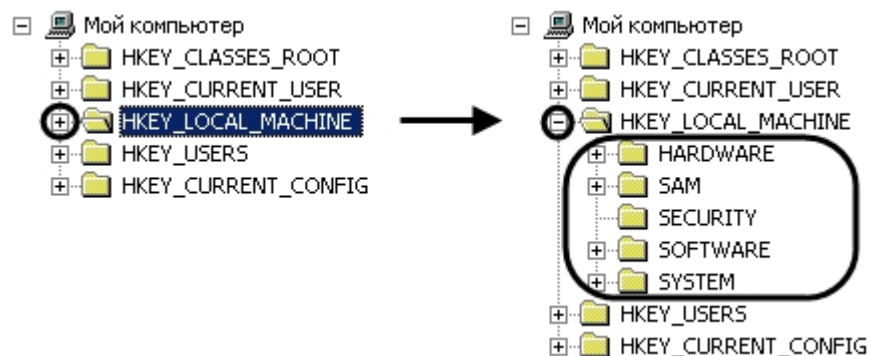 Мой компьютер
HKEY_CLASSES_ROOT
HKEY_CURRENT_USER
HKEY_LOCAL_MACHINE
HKEY_USERS
HKEY_CURRENT_CONFIG
Мой компьютер
HKEY_CLASSES_ROOT
HKEY_CURRENT_USER
HKEY_LOCAL_MACHINE
HARDWARE
SAM
SECURITY
SOFTWARE
SYSTEM
HKEY_USERS
HKEY_CURRENT_CONFIG